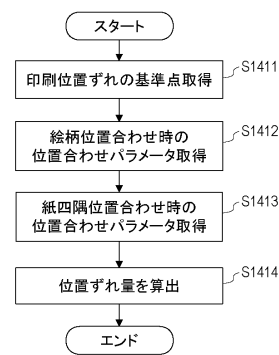 スタート
印刷位置ずれの基準点取得
S1411
絵柄位置合わせ時の
位置合わせパラメータ取得
S1412
紙四隅位置合わせ時の
位置合わせパラメータ取得
S1413
位置ずれ量を算出
S1414
エンド